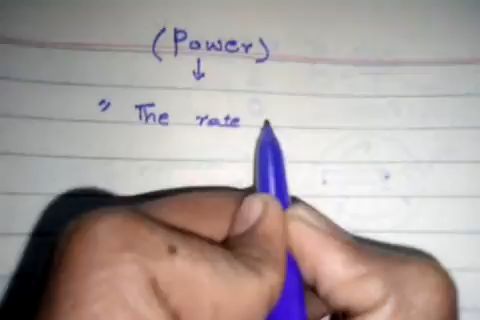 (Power)
↓
" The rate